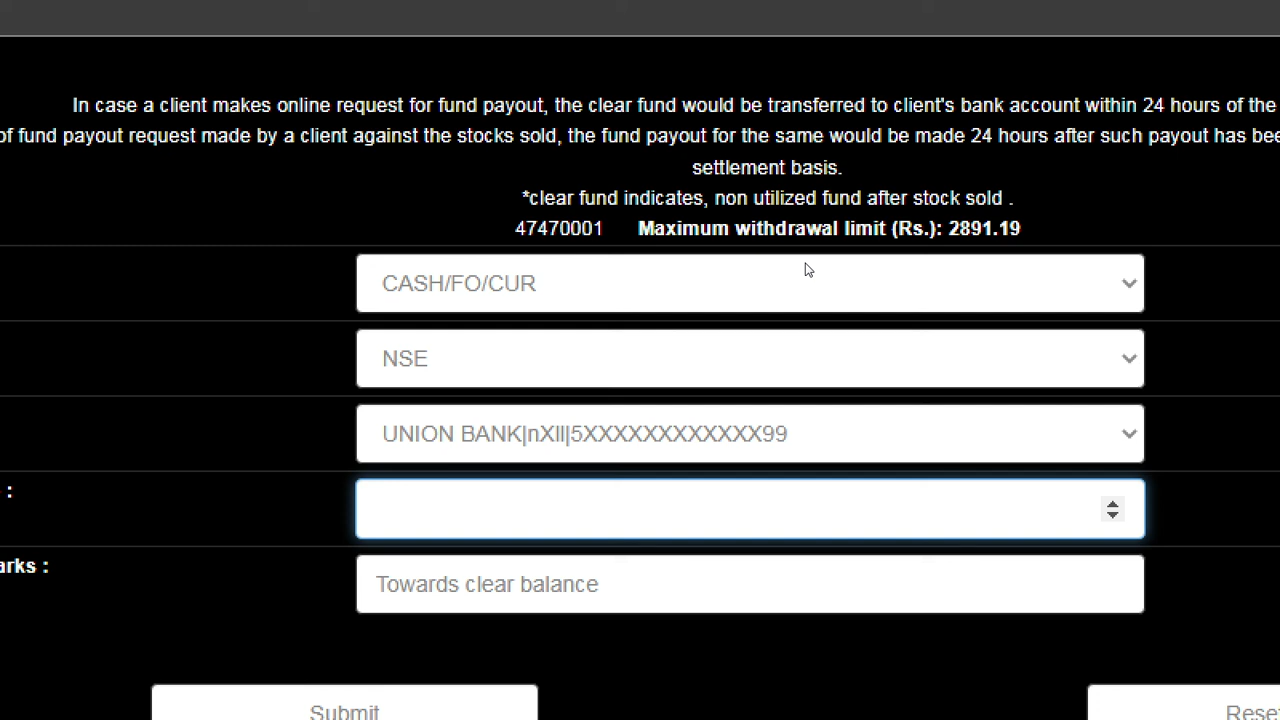 In case a client makes online request for fund payout, the clear fund would be transferred to client's bank account within 24 hours of the
of fund payout request made by a client against the stocks sold, the fund payout for the same would be made 24 hours after such payout has
settlement basis.
*clear fund indicates, non utilized fund after stock sold .
47470001 Maximum withdrawal limit (Rs.): 2891.19
CASH/FO/CUR
NSE
UNION BANK|nXII|5XXXXXXXXXXXX99
:
arks :
Towards clear balance
Submit
Reset